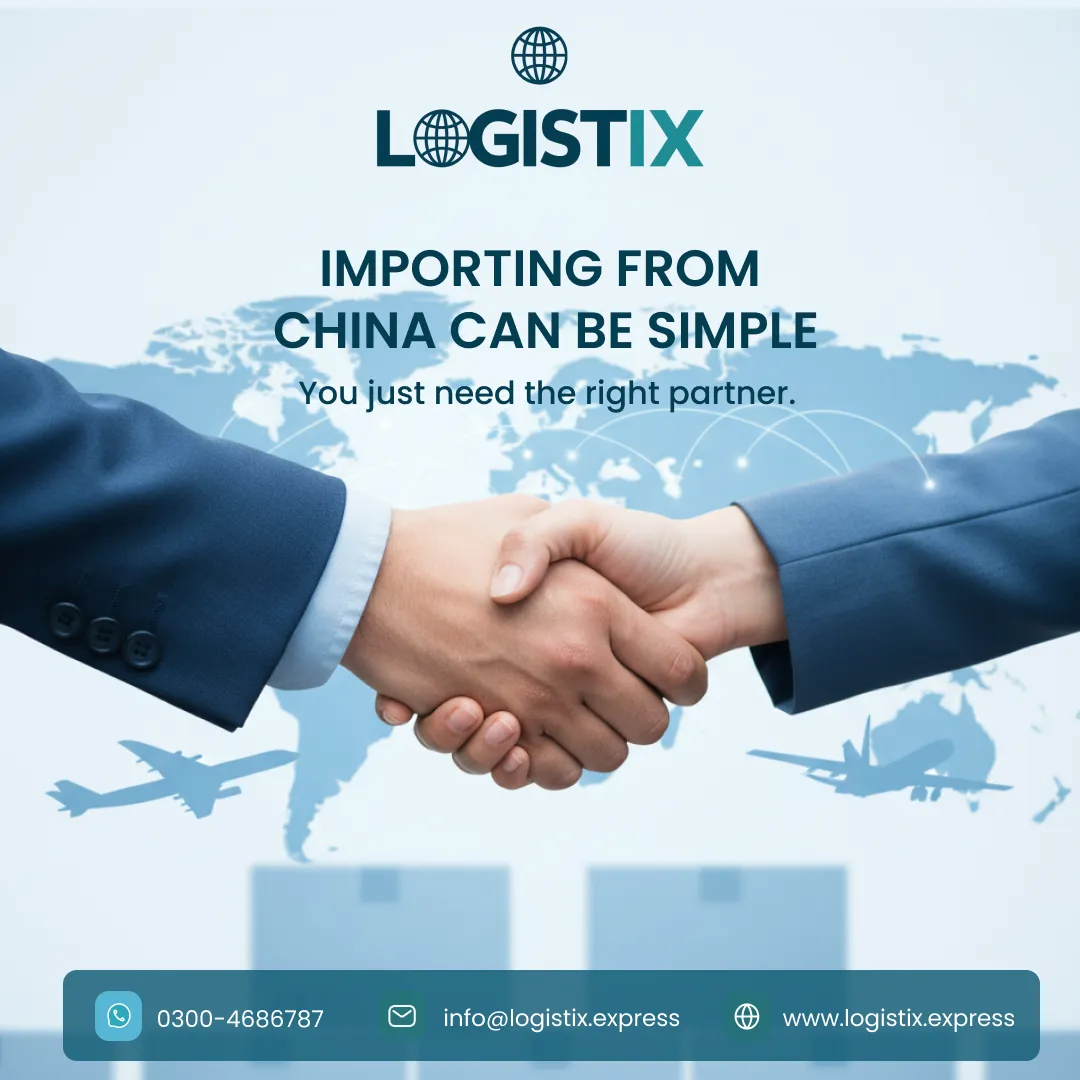 LOGISTIX
IMPORTING FROM
CHINA CAN BE SIMPLE
You just need the right partner.
0300-4686787
info@logistix.express
www.logistix.express